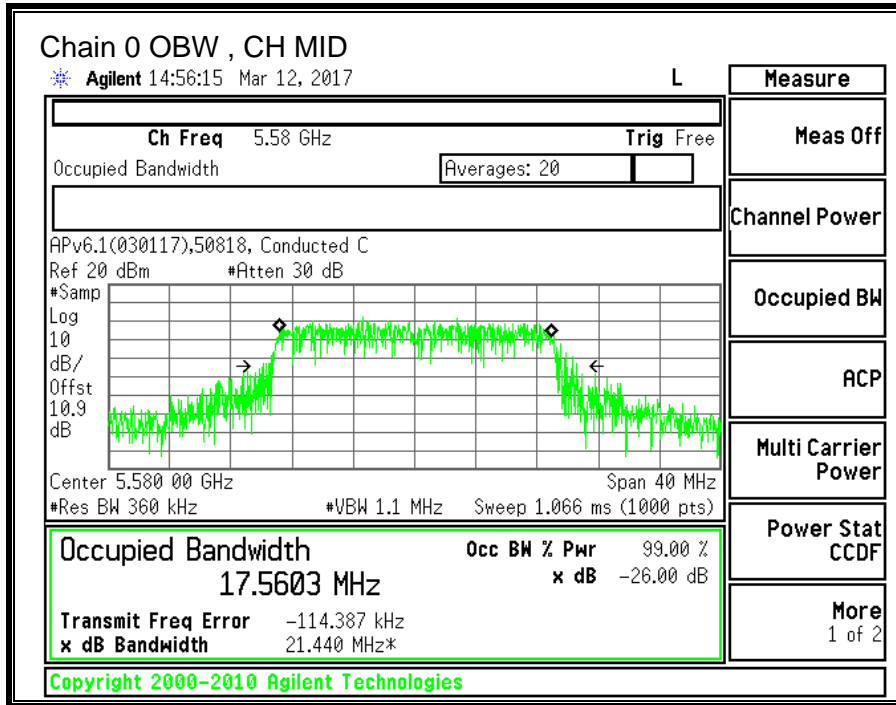 Chain 0 OBW , CH MID
Agilent 14:56:15 Mar 12, 2017 L
Measure
Ch Freq 5.58 GHz Trig Free
Occupied Bandwidth Averages: 20
APv6.1(030117),50818, Conducted C
Ref 20 dBm #Atten 30 dB
#Samp
Log
10
dB/
Offst
10.9
dB
Center 5.580 00 GHz Span 40 MHz
#Res BW 360 kHz #VBW 1.1 MHz Sweep 1.066 ms (1000 pts)
Occupied Bandwidth Occ BW % Pwr 99.00 %
17.5603 MHz x dB -26.00 dB
Transmit Freq Error -114.387 kHz
x dB Bandwidth 21.440 MHz*
Meas Off
Channel Power
Occupied BW
ACP
Multi Carrier
Power
Power Stat
CCDF
More
1 of 2
Copyright 2000-2010 Agilent Technologies